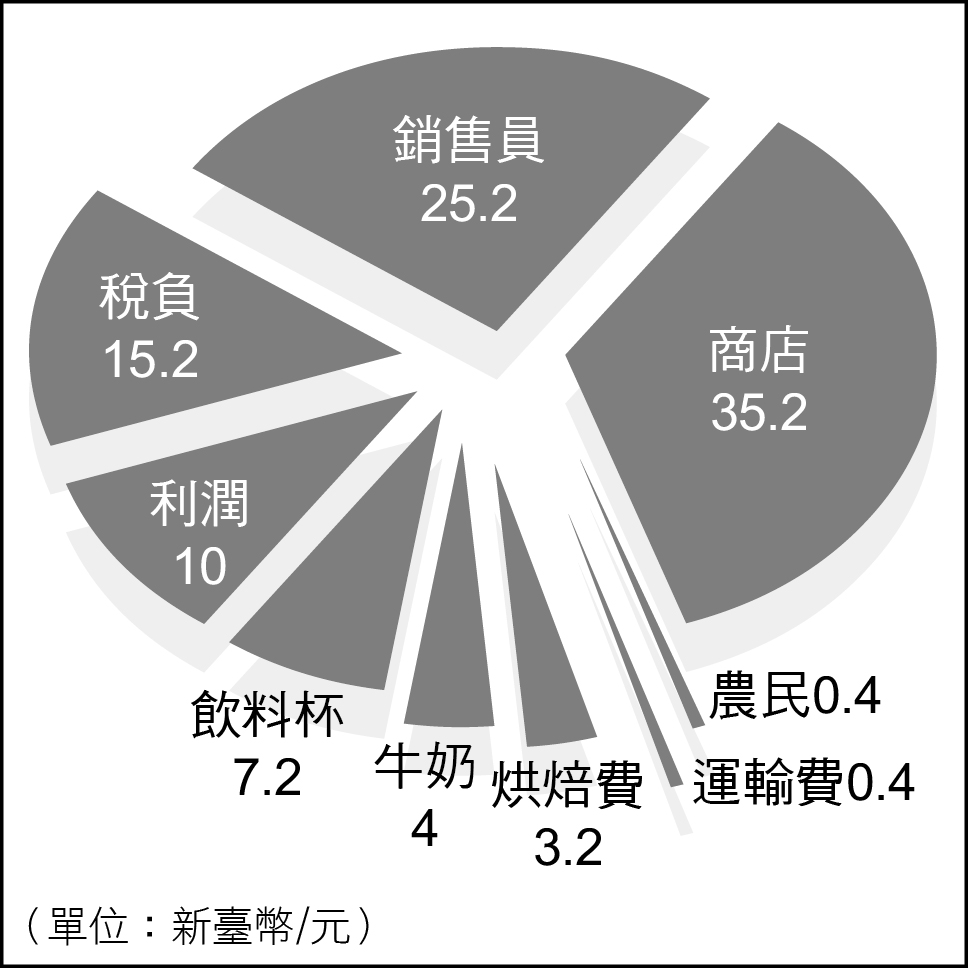 銷售員
25.2
稅負
15.2
商店
35.2
利潤
10
飲料杯
7.2
牛奶
4
烘焙費
3.2
農民0.4
運輸費0.4
（單位：新臺幣/元）